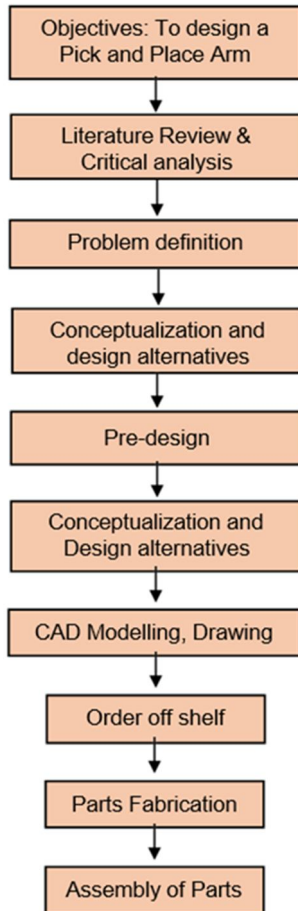 Objectives: To design a
Pick and Place Arm
Literature Review &
Critical analysis
Problem definition
Conceptualization and
design alternatives
Pre-design
Conceptualization and
Design alternatives
CAD Modelling, Drawing
Order off shelf
Parts Fabrication
Assembly of Parts